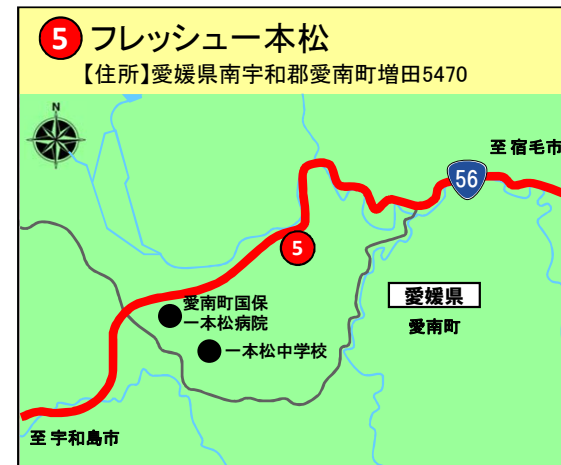 5 フレッシュ一本松
【住所】愛媛県南宇和郡愛南町増田5470
N
至宿毛市
56
5
愛媛県
愛南町
愛南町国保
一本松病院
一本松中学校
至宇和島市